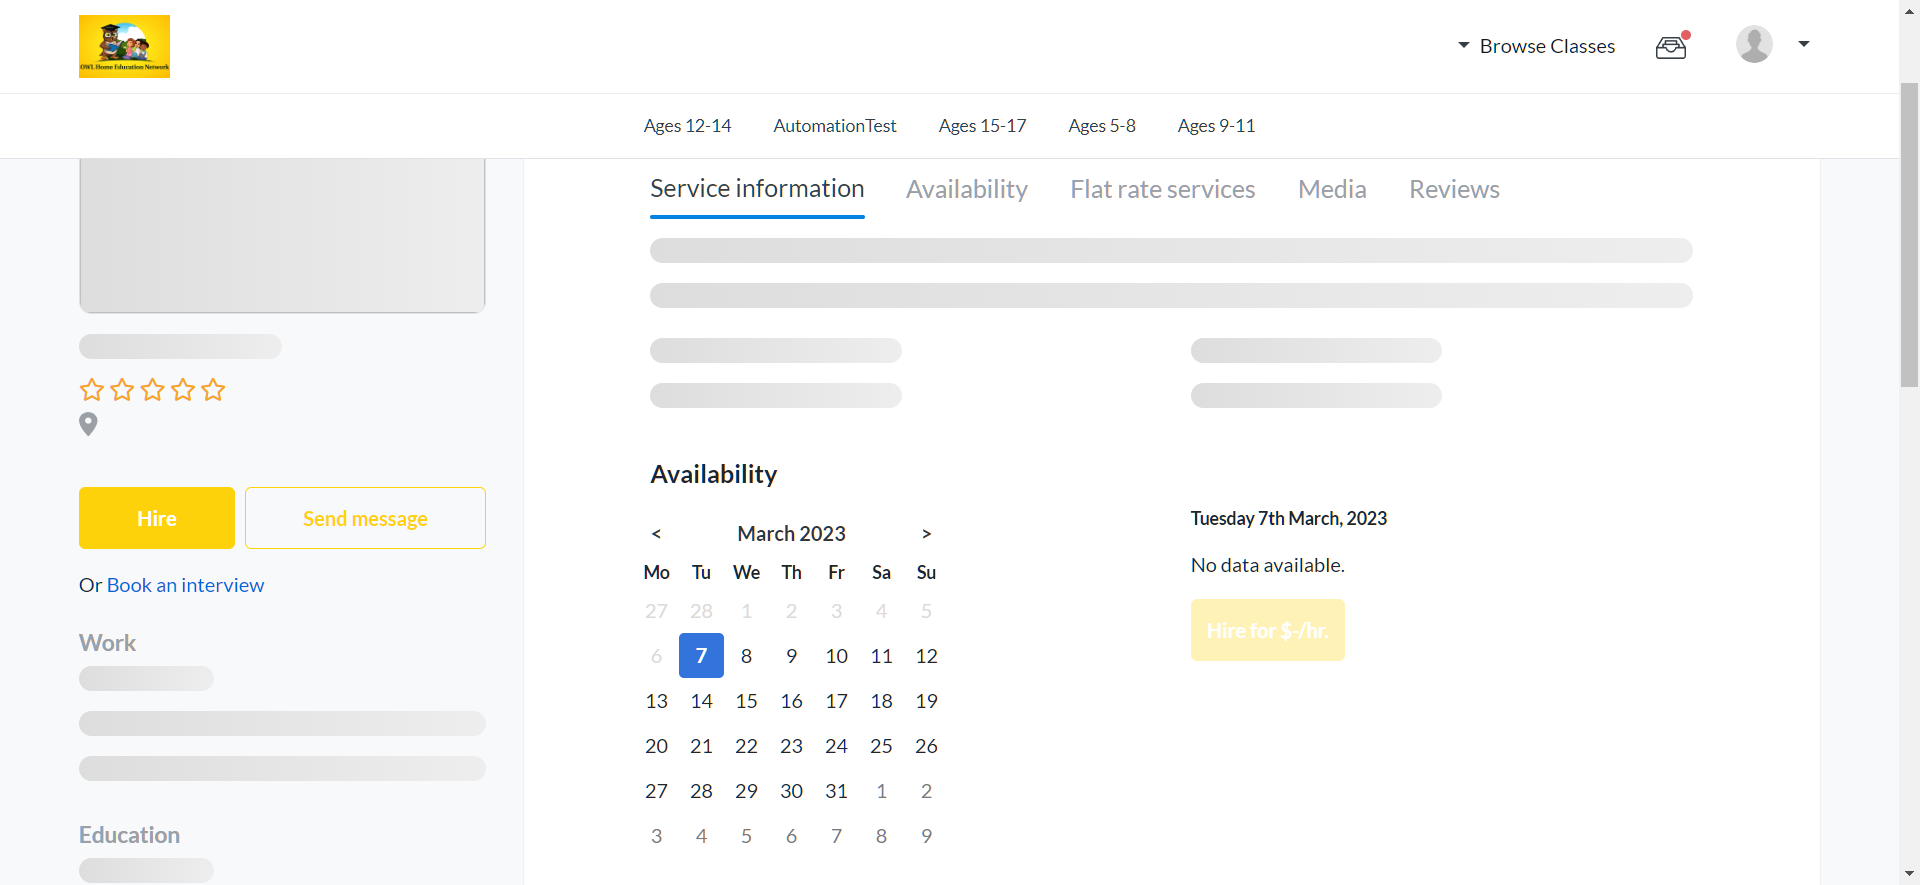 OWL Home Education Network
Browse Classes
Ages 12-14 AutomationTest Ages 15-17 Ages 5-8 Ages 9-11
Service information Availability Flat rate services Media Reviews
Hire Send message
Or Book an interview
Work
Education
Availability
< March 2023 >
Mo Tu We Th Fr Sa Su
27 28 1 2 3 4 5
6 7 8 9 10 11 12
13 14 15 16 17 18 19
20 21 22 23 24 25 26
27 28 29 30 31 1 2
3 4 5 6 7 8 9
Tuesday 7th March, 2023
No data available.
Hire for $-/hr.